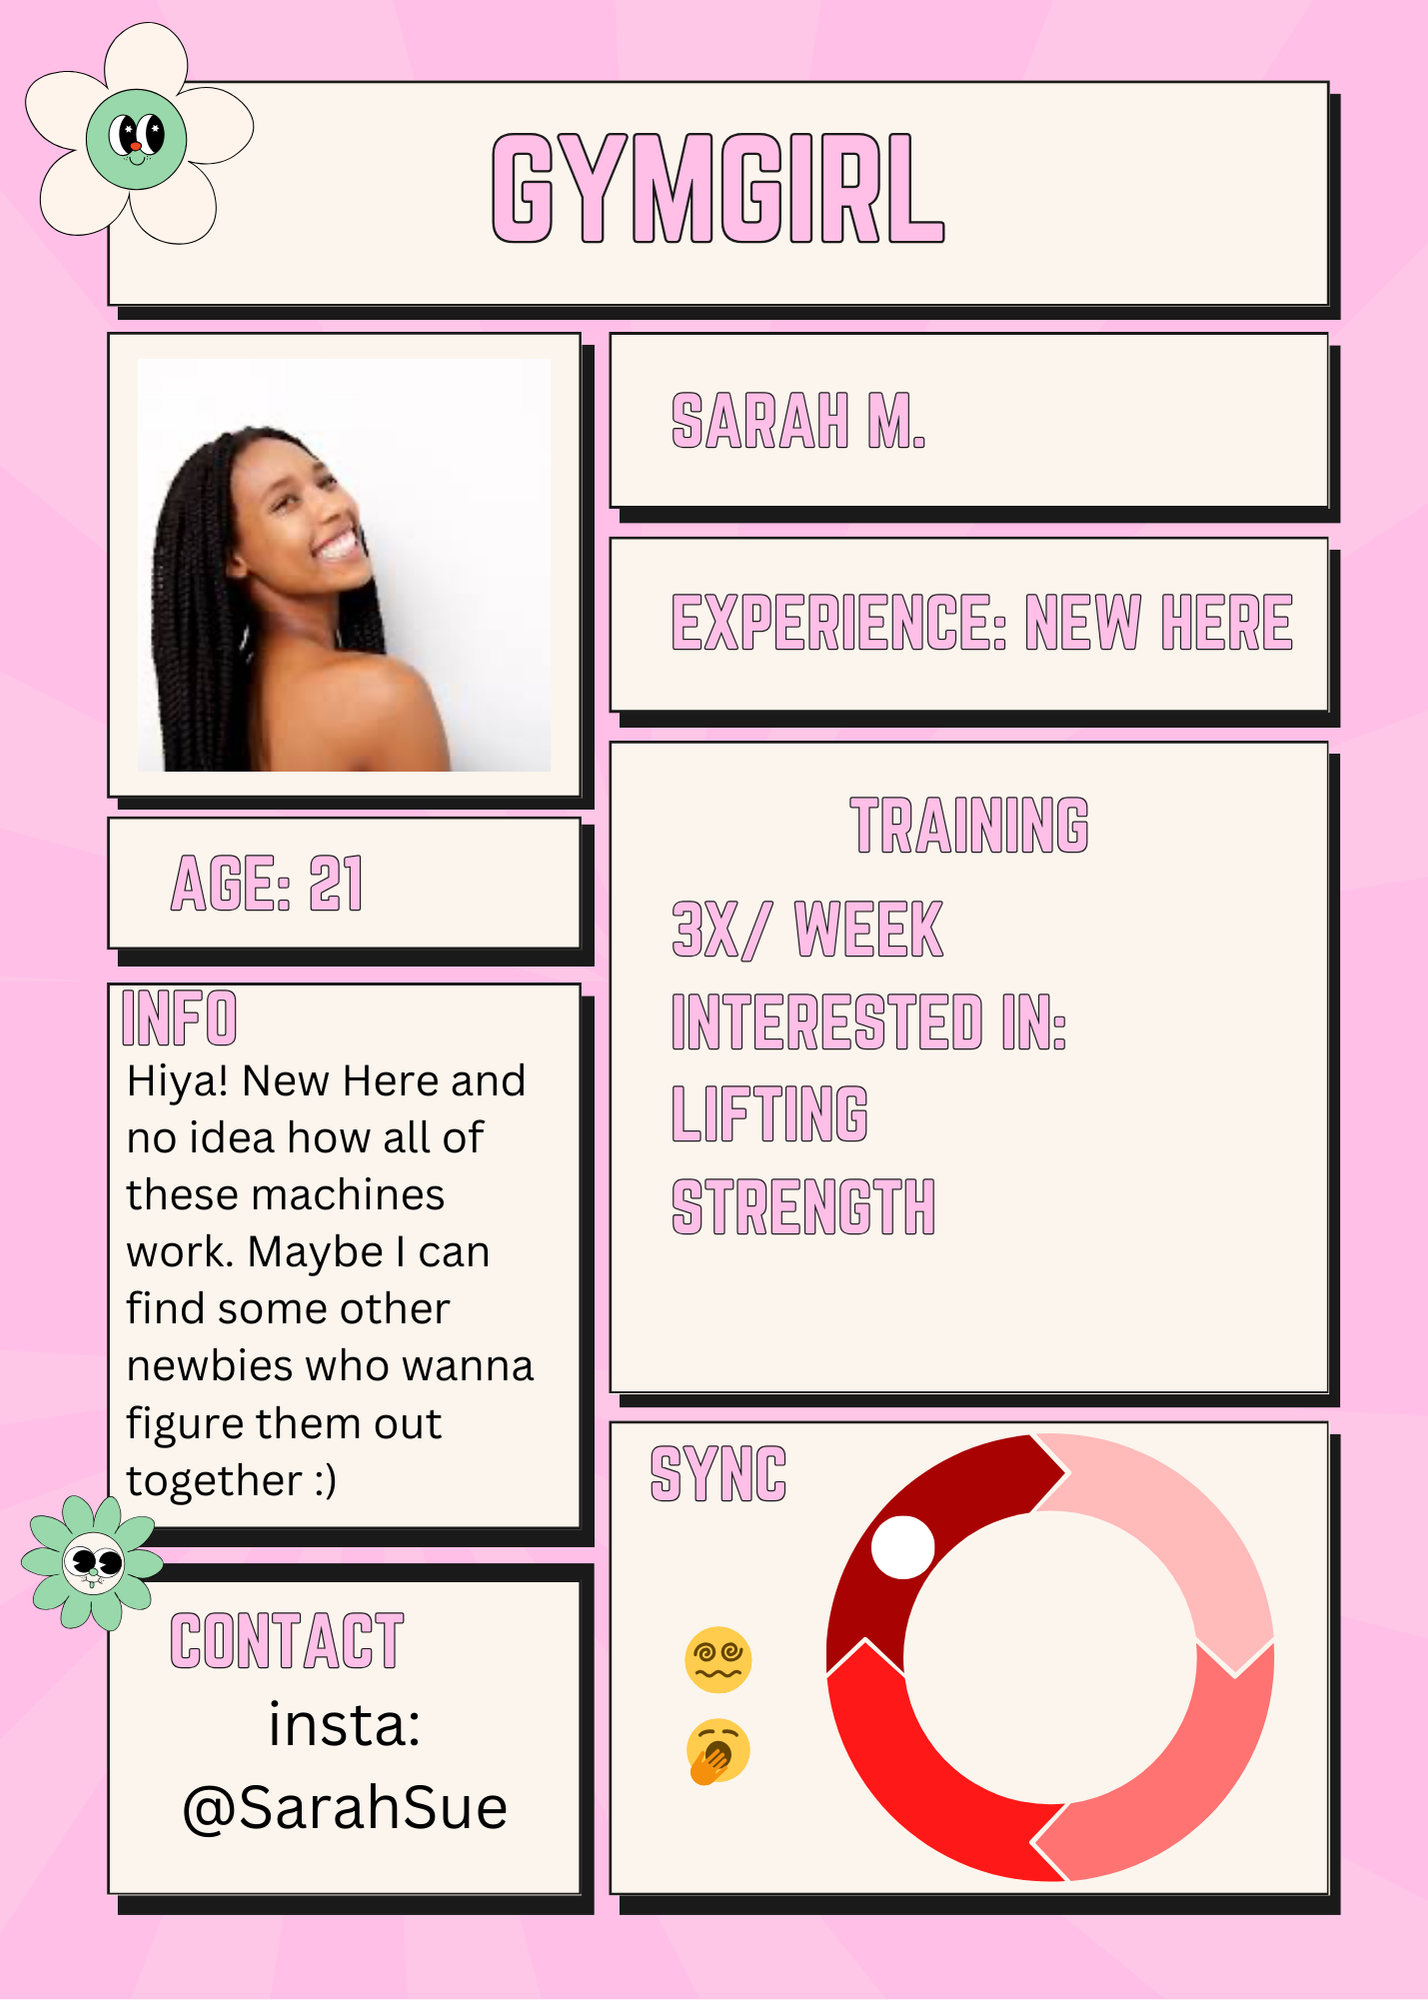 GYMGIRL
SARAH M.
EXPERIENCE: NEW HERE
AGE: 21
TRAINING
3X/ WEEK
INTERESTED IN:
LIFTING
STRENGTH
INFO
Hiya! New Here and
no idea how all of
these machines
work. Maybe I can
find some other
newbies who wanna
figure them out
together :)
SYNC
CONTACT
insta:
@SarahSue